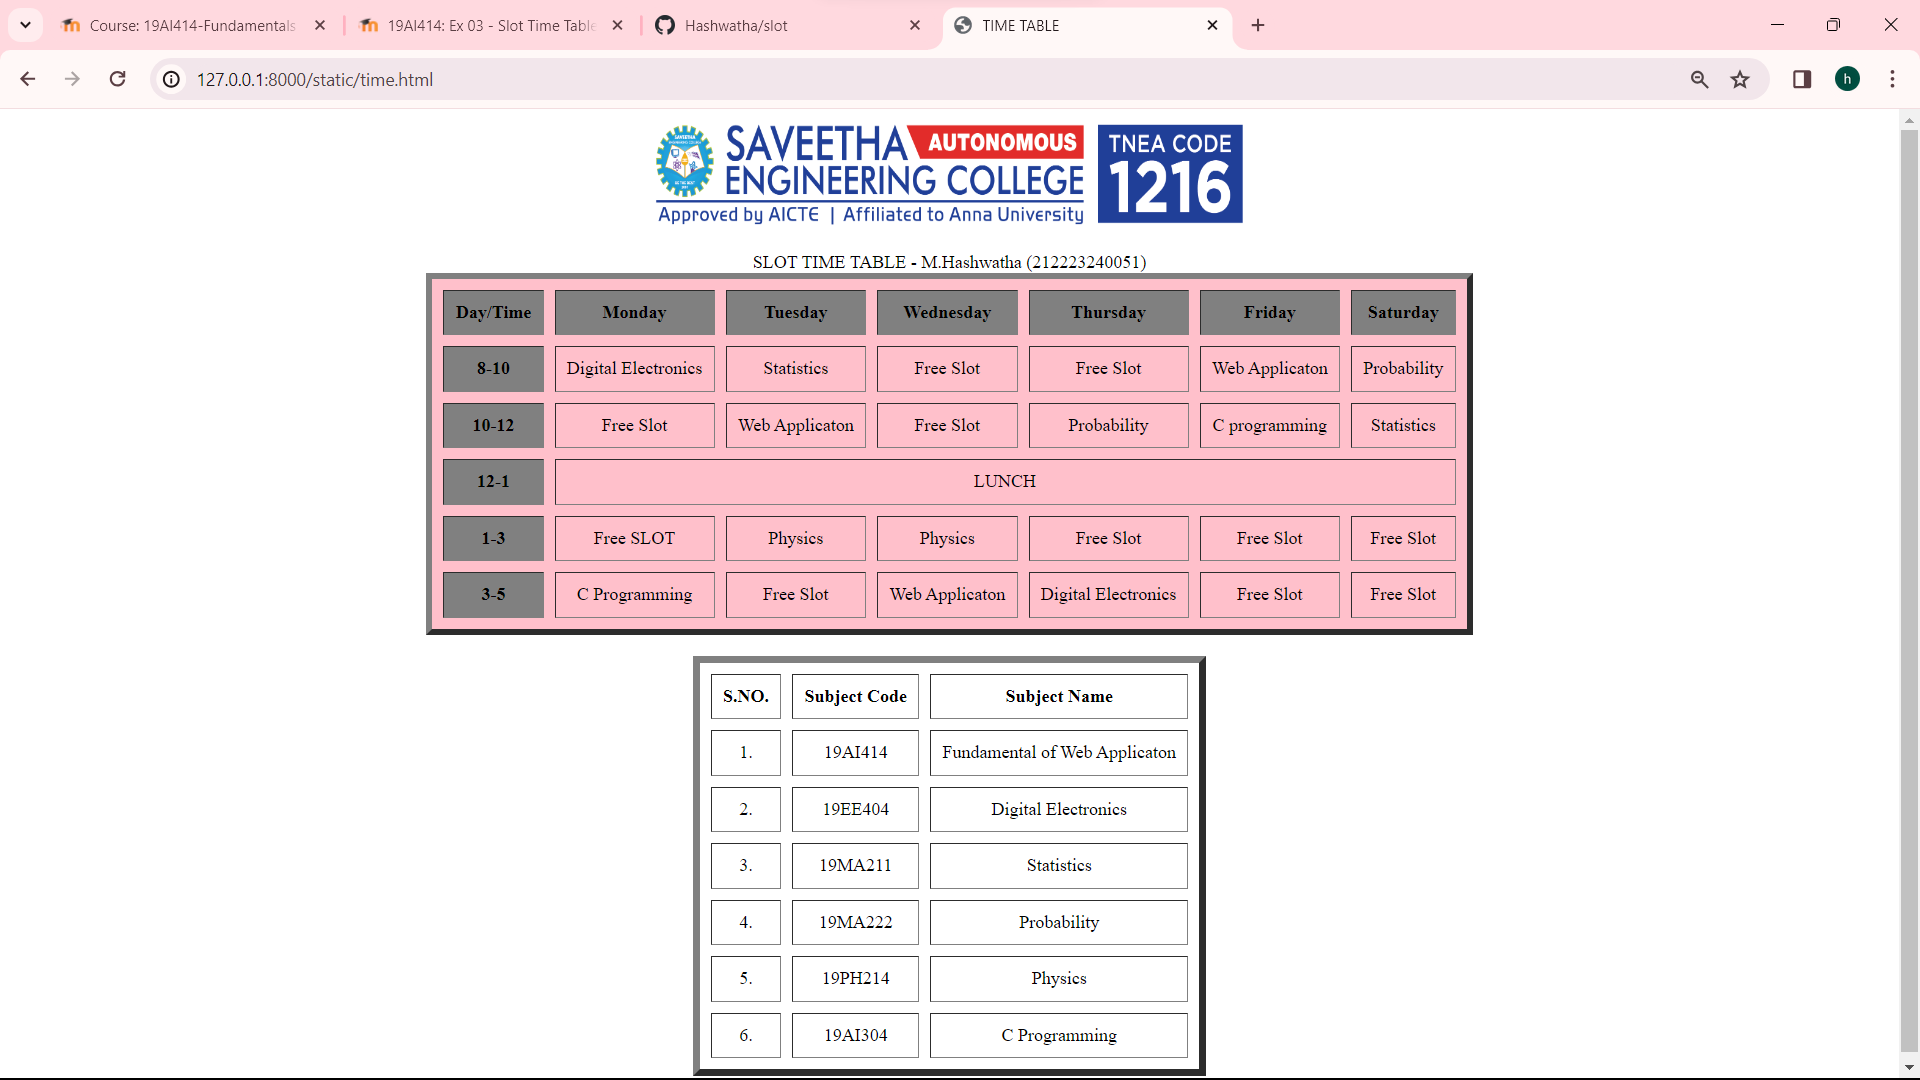 Course: 19AI414-Fundamentals
19AI414: Ex 03 - Slot Time Table
Hashwatha/slot
TIME TABLE
127.0.0.1:8000/static/time.html
h
SAVEETHA AUTONOMOUS
ENGINEERING COLLEGE
Approved by AICTE | Affiliated to Anna University
TNEA CODE
1216
SLOT TIME TABLE - M.Hashwatha (212223240051)
Day/Time Monday Tuesday Wednesday Thursday Friday Saturday
8-10 Digital Electronics Statistics Free Slot Free Slot Web Applicaton Probability
10-12 Free Slot Web Applicaton Free Slot Probability C programming Statistics
12-1 LUNCH
1-3 Free SLOT Physics Physics Free Slot Free Slot Free Slot
3-5 C Programming Free Slot Web Applicaton Digital Electronics Free Slot Free Slot
S.NO. Subject Code Subject Name
1. 19AI414 Fundamental of Web Applicaton
2. 19EE404 Digital Electronics
3. 19MA211 Statistics
4. 19MA222 Probability
5. 19PH214 Physics
6. 19AI304 C Programming